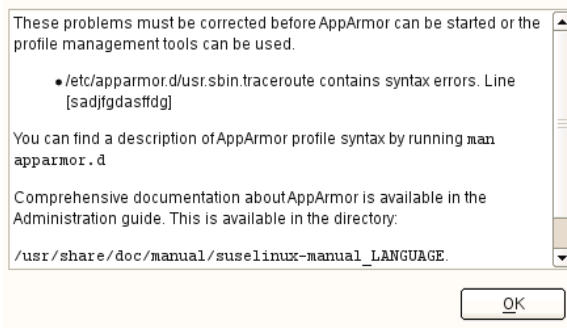 These problems must be corrected before AppArmor can be started or the
profile management tools can be used.
• /etc/apparmor.d/usr.sbin.traceroute contains syntax errors. Line
[sadjfgdasffdg]
You can find a description of AppArmor profile syntax by running man
apparmor.d
Comprehensive documentation about AppArmor is available in the
Administration guide. This is available in the directory:
/usr/share/doc/manual/suselinux-manual_LANGUAGE.
OK